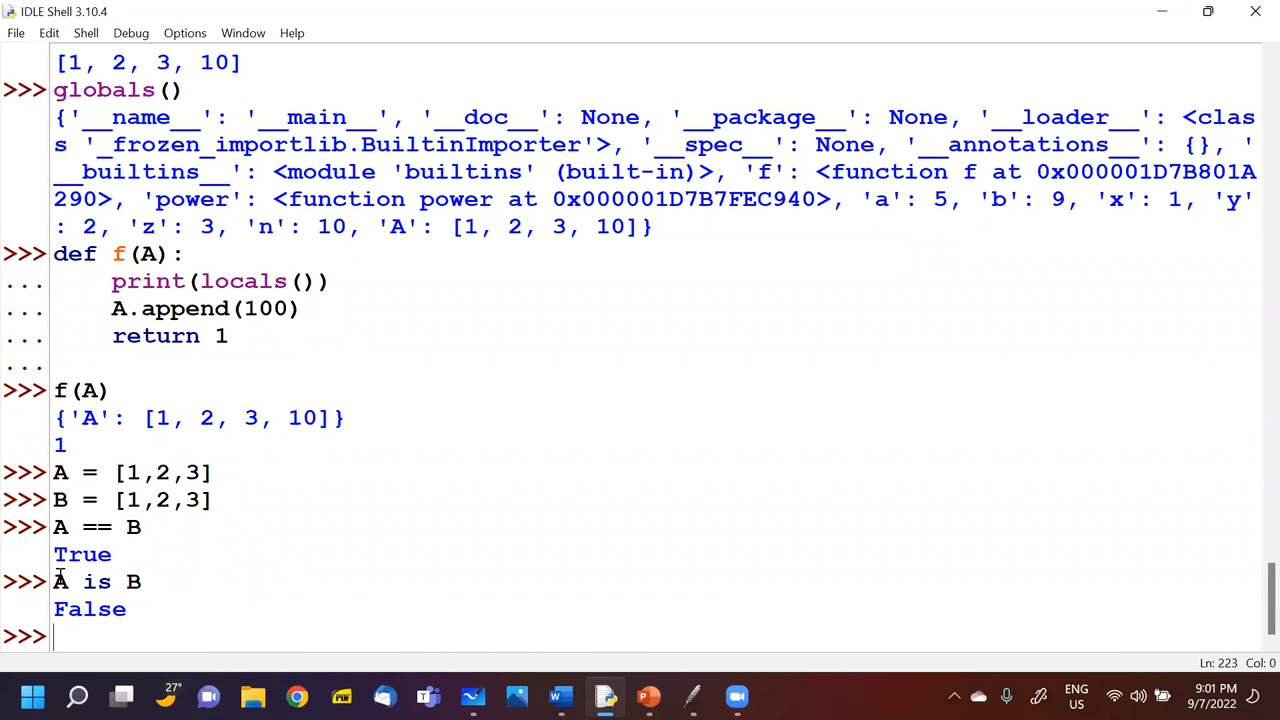 IDLE Shell 3.10.4
File Edit Shell Debug Options Window Help
[1, 2, 3, 10]
>>> globals()
{'__name__': '__main__', '__doc__': None, '__package__': None, '__loader__': <clas
s '_frozen_importlib.BuiltinImporter'>, '__spec__': None, '__annotations__': {}, '
__builtins__': <module 'builtins' (built-in)>, 'f': <function f at 0x000001D7B801A
290>, 'power': <function power at 0x000001D7B7FEC940>, 'a': 5, 'b': 9, 'x': 1, 'y'
: 2, 'z': 3, 'n': 10, 'A': [1, 2, 3, 10]}
>>> def f(A):
... print(locals())
... A.append(100)
... return 1
...
>>> f(A)
{'A': [1, 2, 3, 10]}
1
>>> A = [1,2,3]
>>> B = [1,2,3]
>>> A == B
True
>>> A is B
False
>>>
Ln: 223 Col: 0
27°
PDF
ENG
US
9:01 PM
9/7/2022